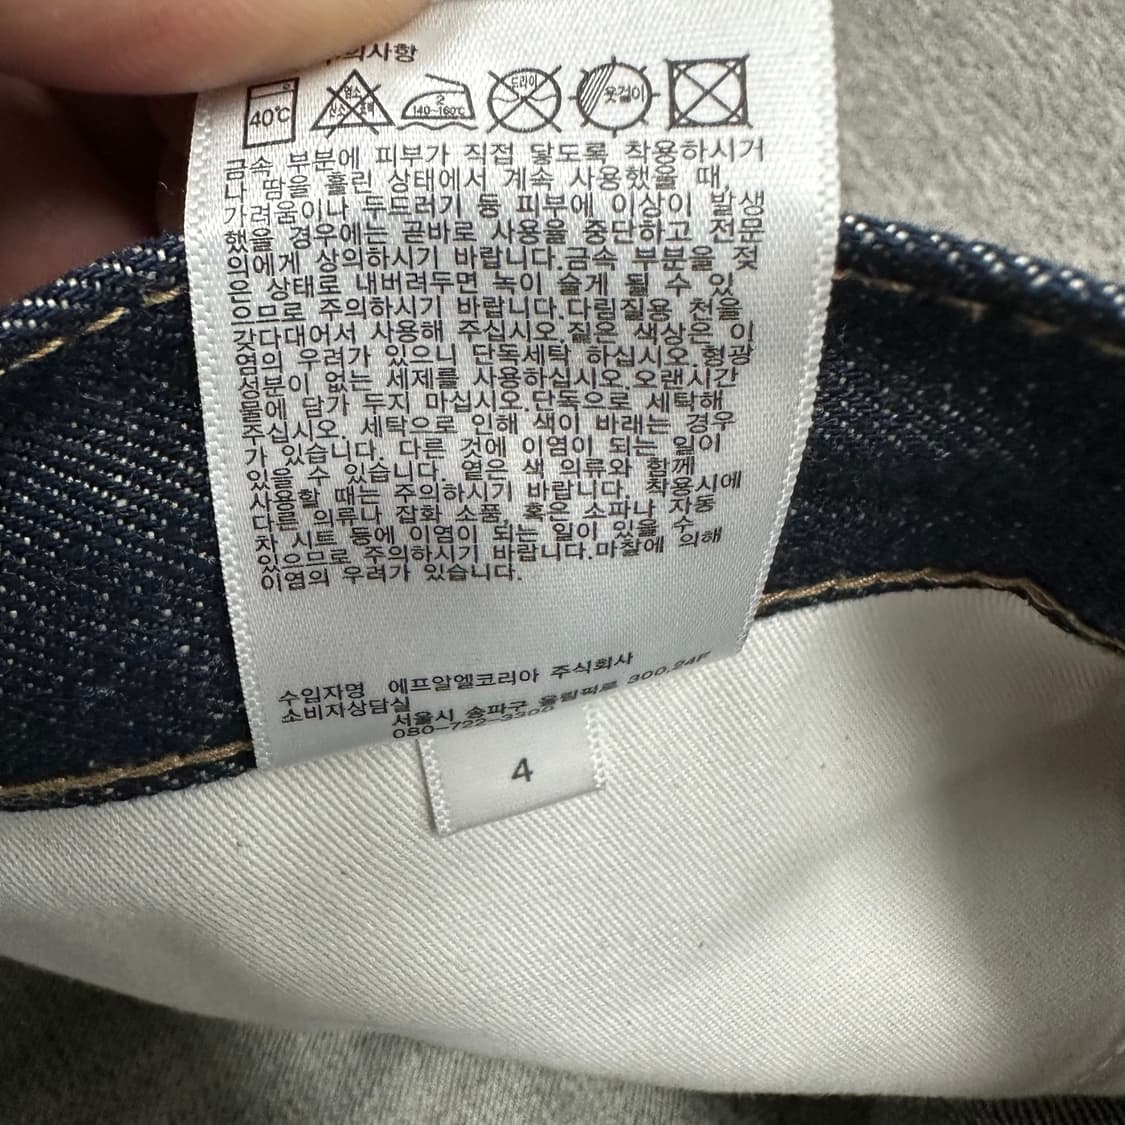 의사항
40℃
염소
산소 표백
2
140~160℃
드라이
옷걸이
금속 부분에 피부가 직접 닿도록 착용하시거
나 땀을 흘린 상태에서 계속 사용했을 때,
가려움이나 두드러기 등 피부에 이상이 발생
했을 경우에는 곧바로 사용을 중단하고 전문
의에게 상의하시기 바랍니다.금속 부분을 젖
은 상태로 내버려두면 녹이 슬게 될 수 있
으므로 주의하시기 바랍니다.다림질용 천을
갖다대어서 사용해 주십시오.짙은 색상은 이
염의 우려가 있으니 단독세탁 하십시오.형광
성분이 없는 세제를 사용하십시오.오랜시간
물에 담가 두지 마십시오.단독으로 세탁해
주십시오. 세탁으로 인해 색이 바래는 경우
가 있습니다. 다른 것에 이염이 되는 일이
있을 수 있습니다. 옅은 색 의류와 함께
사용할 때는 주의하시기 바랍니다. 착용시에
다른 의류나 잡화 소품, 혹은 소파나 자동
차 시트 등에 이염이 되는 일이 있을 수
있으므로 주의하시기 바랍니다.마찰에 의해
이염의 우려가 있습니다.
수입자명 에프알엘코리아 주식회사
소비자상담실
서울시 송파구 올림픽로 300,24F
080-722-3200
4